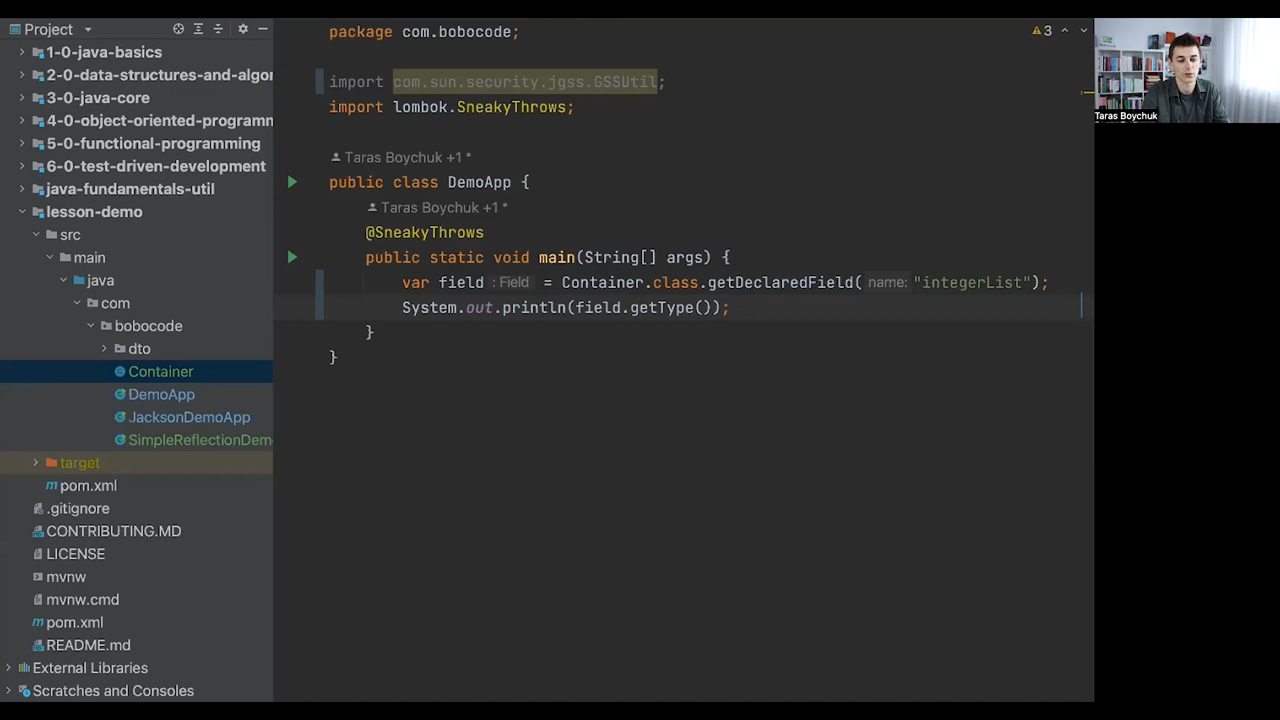 Project
1-0-java-basics
2-0-data-structures-and-algor
3-0-java-core
4-0-object-oriented-programm
5-0-functional-programming
6-0-test-driven-development
java-fundamentals-util
lesson-demo
src
main
java
com
bobocode
dto
Container
DemoApp
JacksonDemoApp
SimpleReflectionDem
target
pom.xml
.gitignore
CONTRIBUTING.MD
LICENSE
mvnw
mvnw.cmd
pom.xml
README.md
External Libraries
Scratches and Consoles
package com.bobocode;
3
import com.sun.security.jgss.GSSUtil;
import lombok.SneakyThrows;
Taras Boychuk +1 *
public class DemoApp {
Taras Boychuk +1 *
@SneakyThrows
public static void main(String[] args) {
var field : Field = Container.class.getDeclaredField( name: "integerList");
System.out.println(field.getType());
}
}
Taras Boychuk